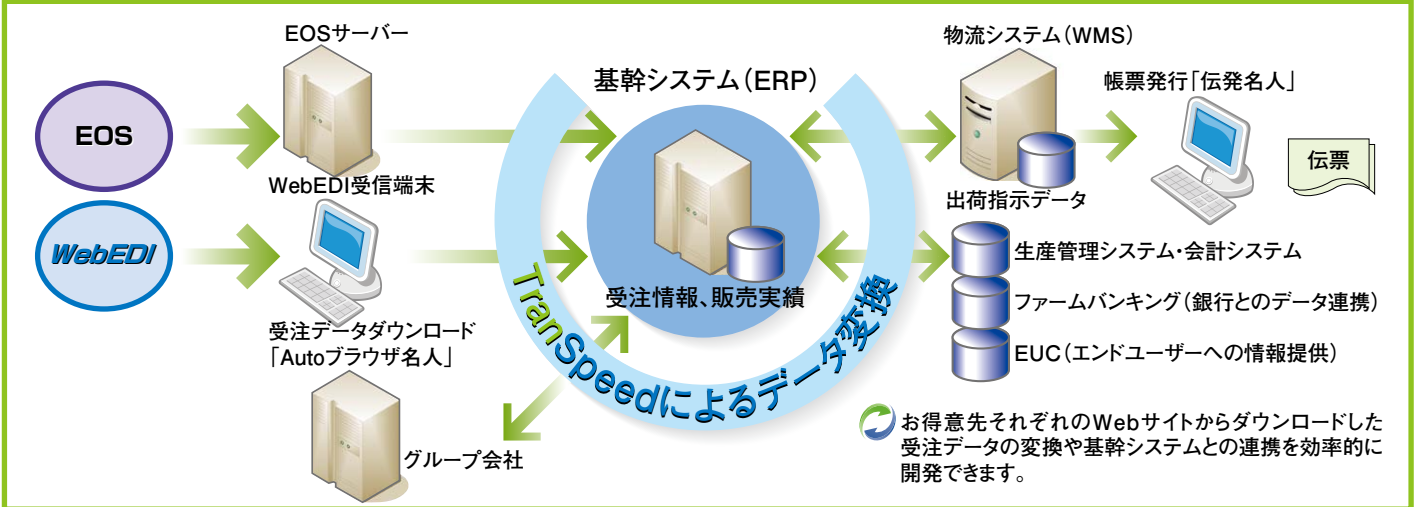 EOSサーバー
EOS
WebEDI受信端末
WebEDI
受注データダウンロード
「Autoブラウザ名人」
グループ会社
基幹システム(ERP)
受注情報、販売実績
TranSpeedによるデータ変換
物流システム(WMS)
出荷指示データ
帳票発行「伝発名人」
伝票
生産管理システム・会計システム
ファームバンキング(銀行とのデータ連携)
EUC(エンドユーザーへの情報提供)
お得意先それぞれのWebサイトからダウンロードした
受注データの変換や基幹システムとの連携を効率的に
開発できます。